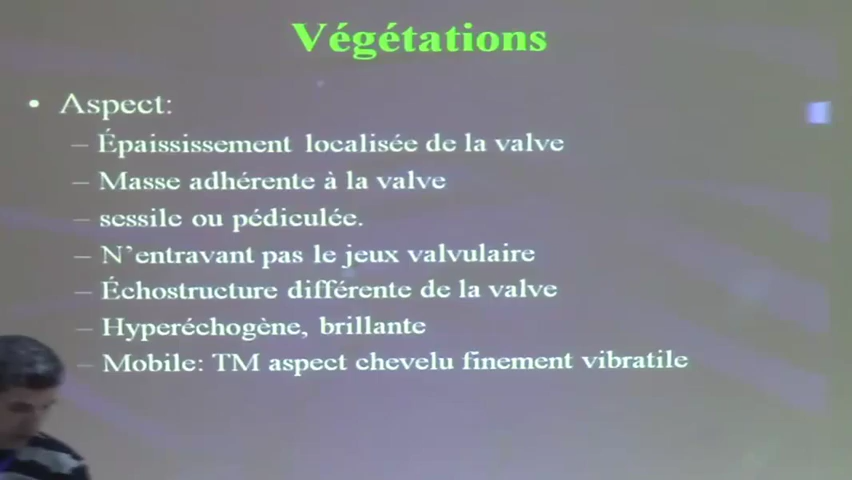 Végétations
• Aspect:
– Épaississement localisée de la valve
– Masse adhérente à la valve
– sessile ou pédiculée.
– N’entravant pas le jeux valvulaire
– Échostructure différente de la valve
– Hyperéchogène, brillante
– Mobile: TM aspect chevelu finement vibratile